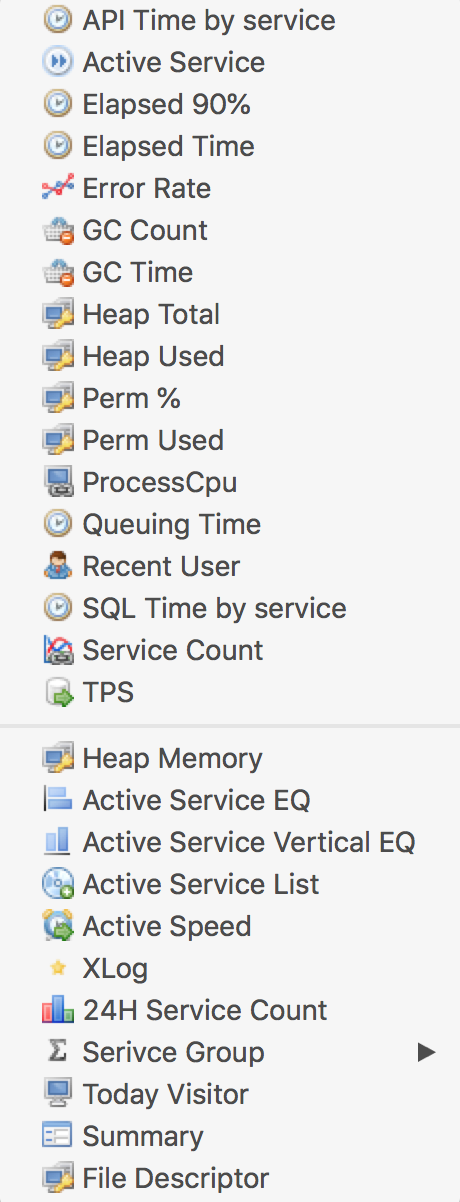 API Time by service
Active Service
Elapsed 90%
Elapsed Time
Error Rate
GC Count
GC Time
Heap Total
Heap Used
Perm %
Perm Used
ProcessCpu
Queuing Time
Recent User
SQL Time by service
Service Count
TPS
Heap Memory
Active Service EQ
Active Service Vertical EQ
Active Service List
Active Speed
XLog
24H Service Count
Serivce Group
Today Visitor
Summary
File Descriptor